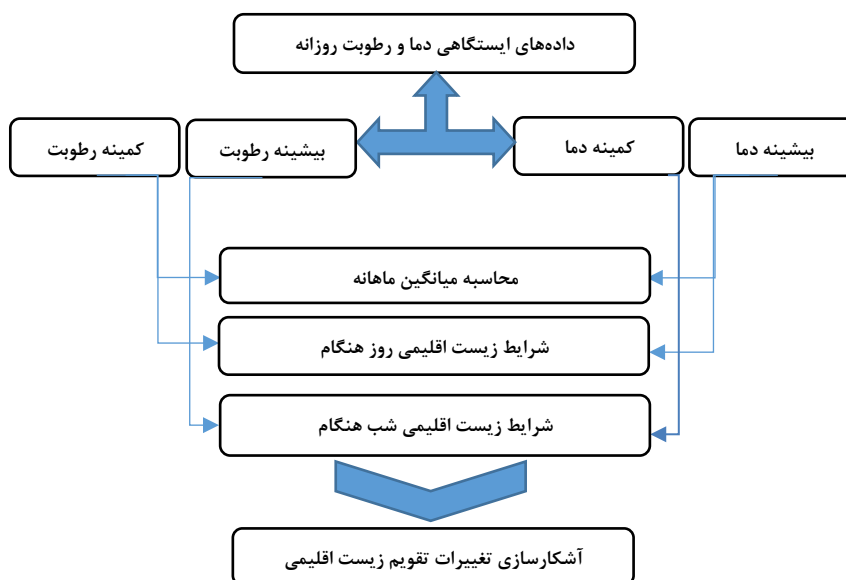 داده‌های ایستگاهی دما و رطوبت روزانه
بیشینه دما
کمینه دما
بیشینه رطوبت
کمینه رطوبت
محاسبه میانگین ماهانه
شرایط زیست اقلیمی روز هنگام
شرایط زیست اقلیمی شب هنگام
آشکارسازی تغییرات تقویم زیست اقلیمی